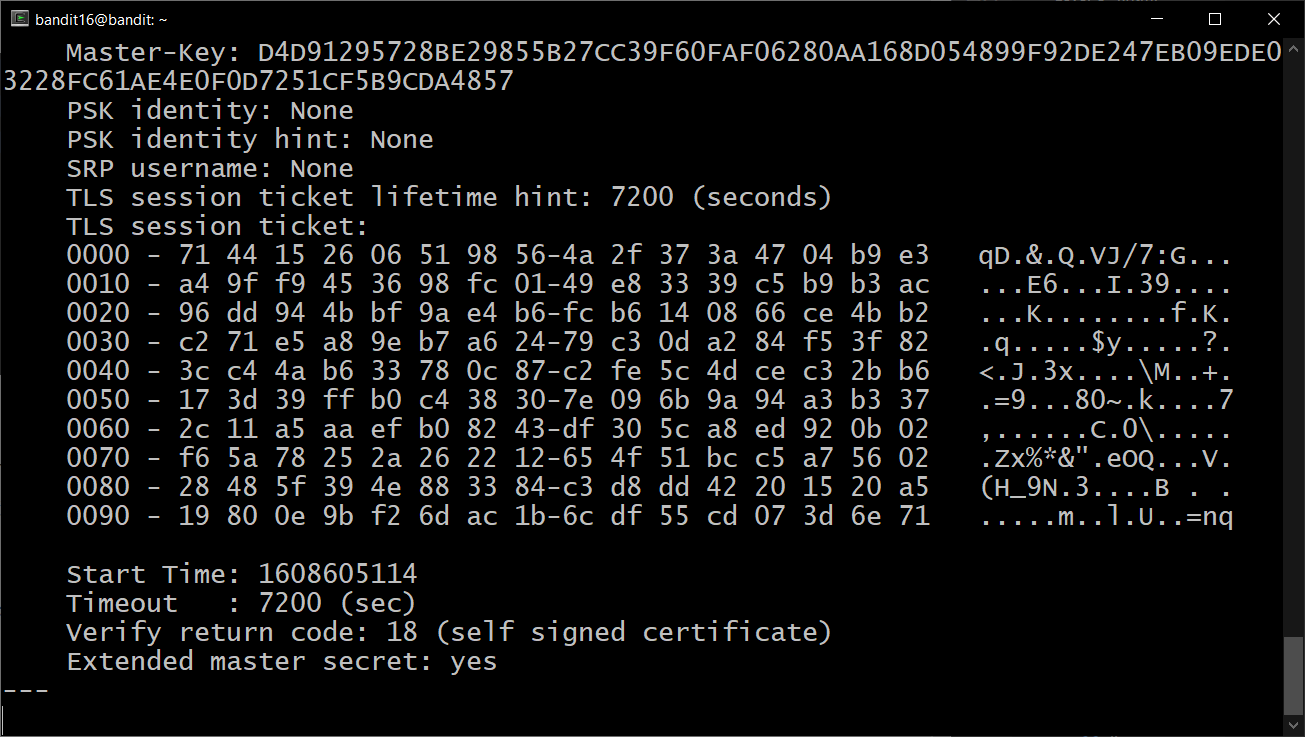 bandit16@bandit: ~
    Master-Key: D4D91295728BE29855B27CC39F60FAF06280AA168D054899F92DE247EB09EDE0
3228FC61AE4E0F0D7251CF5B9CDA4857
    PSK identity: None
    PSK identity hint: None
    SRP username: None
    TLS session ticket lifetime hint: 7200 (seconds)
    TLS session ticket:
    0000 - 71 44 15 26 06 51 98 56-4a 2f 37 3a 47 04 b9 e3   qD.&.Q.VJ/7:G...
    0010 - a4 9f f9 45 36 98 fc 01-49 e8 33 39 c5 b9 b3 ac   ...E6...I.39....
    0020 - 96 dd 94 4b bf 9a e4 b6-fc b6 14 08 66 ce 4b b2   ...K........f.K.
    0030 - c2 71 e5 a8 9e b7 a6 24-79 c3 0d a2 84 f5 3f 82   .q.....$y.....?.
    0040 - 3c c4 4a b6 33 78 0c 87-c2 fe 5c 4d ce c3 2b b6   <.J.3x....\M..+.
    0050 - 17 3d 39 ff b0 c4 38 30-7e 09 6b 9a 94 a3 b3 37   .=9...80~.k....7
    0060 - 2c 11 a5 aa ef b0 82 43-df 30 5c a8 ed 92 0b 02   ,......C.0\.....
    0070 - f6 5a 78 25 2a 26 22 12-65 4f 51 bc c5 a7 56 02   .Zx%*&".eOQ...V.
    0080 - 28 48 5f 39 4e 88 33 84-c3 d8 dd 42 20 15 20 a5   (H_9N.3....B . .
    0090 - 19 80 0e 9b f2 6d ac 1b-6c df 55 cd 07 3d 6e 71   .....m..l.U..=nq
    Start Time: 1608605114
    Timeout   : 7200 (sec)
    Verify return code: 18 (self signed certificate)
    Extended master secret: yes
---